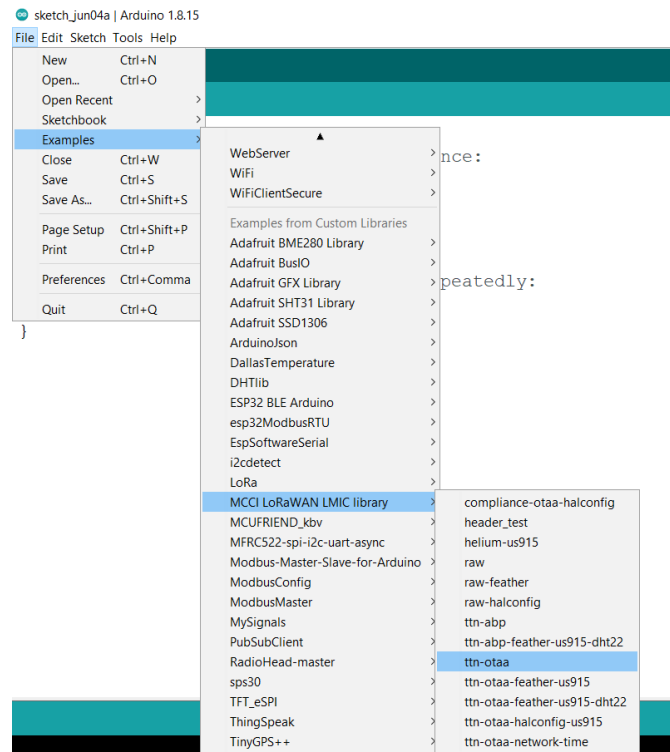 sketch_jun04a | Arduino 1.8.15
File Edit Sketch Tools Help
New Ctrl+N
Open... Ctrl+O
Open Recent >
Sketchbook >
Examples >
Close Ctrl+W
Save Ctrl+S
Save As... Ctrl+Shift+S
Page Setup Ctrl+Shift+P
Print Ctrl+P
Preferences Ctrl+Comma
Quit Ctrl+Q
}
nce:
peatedly:
WebServer >
WiFi >
WiFiClientSecure >
Examples from Custom Libraries
Adafruit BME280 Library >
Adafruit BusIO >
Adafruit GFX Library >
Adafruit SHT31 Library >
Adafruit SSD1306 >
ArduinoJson >
DallasTemperature >
DHTlib >
ESP32 BLE Arduino >
esp32ModbusRTU >
EspSoftwareSerial >
i2cdetect >
LoRa >
MCCI LoRaWAN LMIC library >
MCUFRIEND_kbv >
MFRC522-spi-i2c-uart-async >
Modbus-Master-Slave-for-Arduino >
ModbusConfig >
ModbusMaster >
MySignals >
PubSubClient >
RadioHead-master >
sps30 >
TFT_eSPI >
ThingSpeak >
TinyGPS++ >
compliance-otaa-halconfig
header_test
helium-us915
raw
raw-feather
raw-halconfig
ttn-abp
ttn-abp-feather-us915-dht22
ttn-otaa
ttn-otaa-feather-us915
ttn-otaa-feather-us915-dht22
ttn-otaa-halconfig-us915
ttn-otaa-network-time